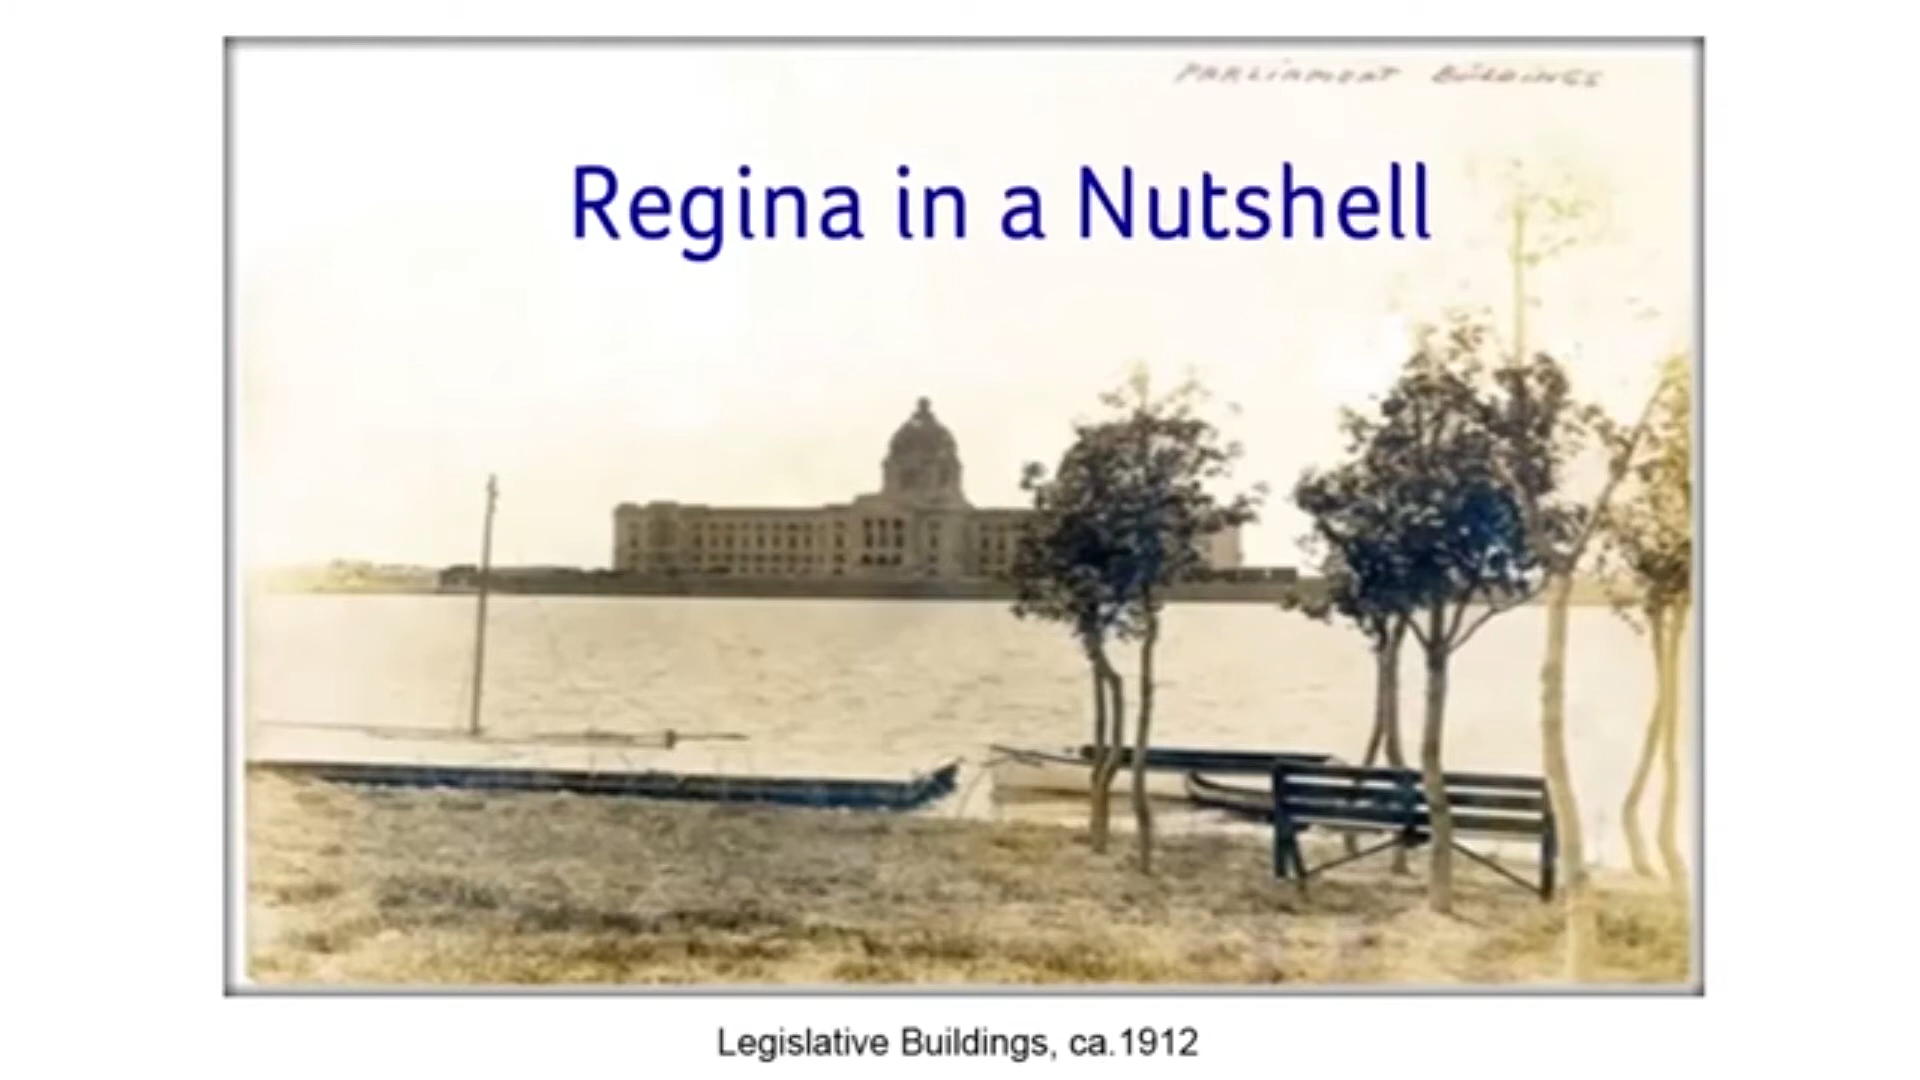 PARLIAMENT BUILDINGS
Regina in a Nutshell
Legislative Buildings, ca.1912